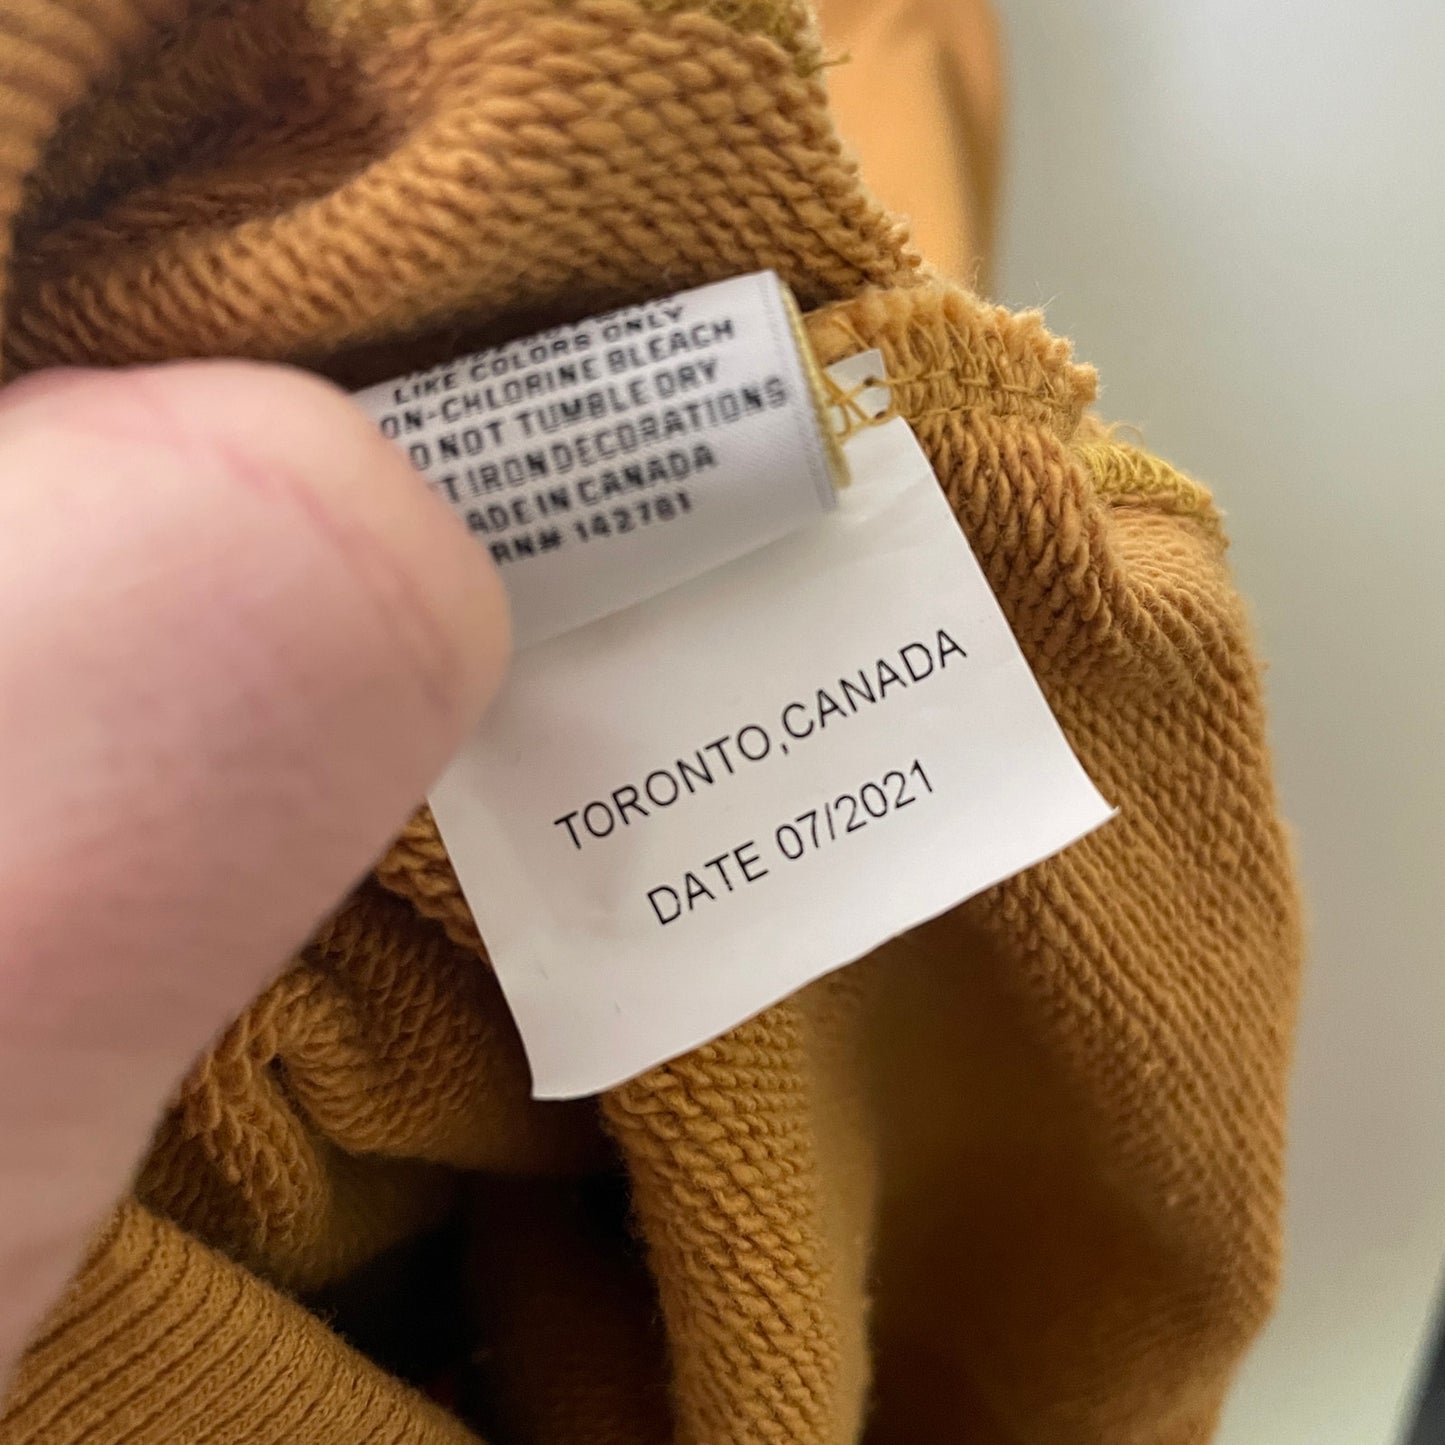 LIKE COLORS ONLY
ON-CHLORINE BLEACH
O NOT TUMBLE DRY
T IRON DECORATIONS
ADE IN CANADA
RN# 142781
TORONTO,CANADA
DATE 07/2021